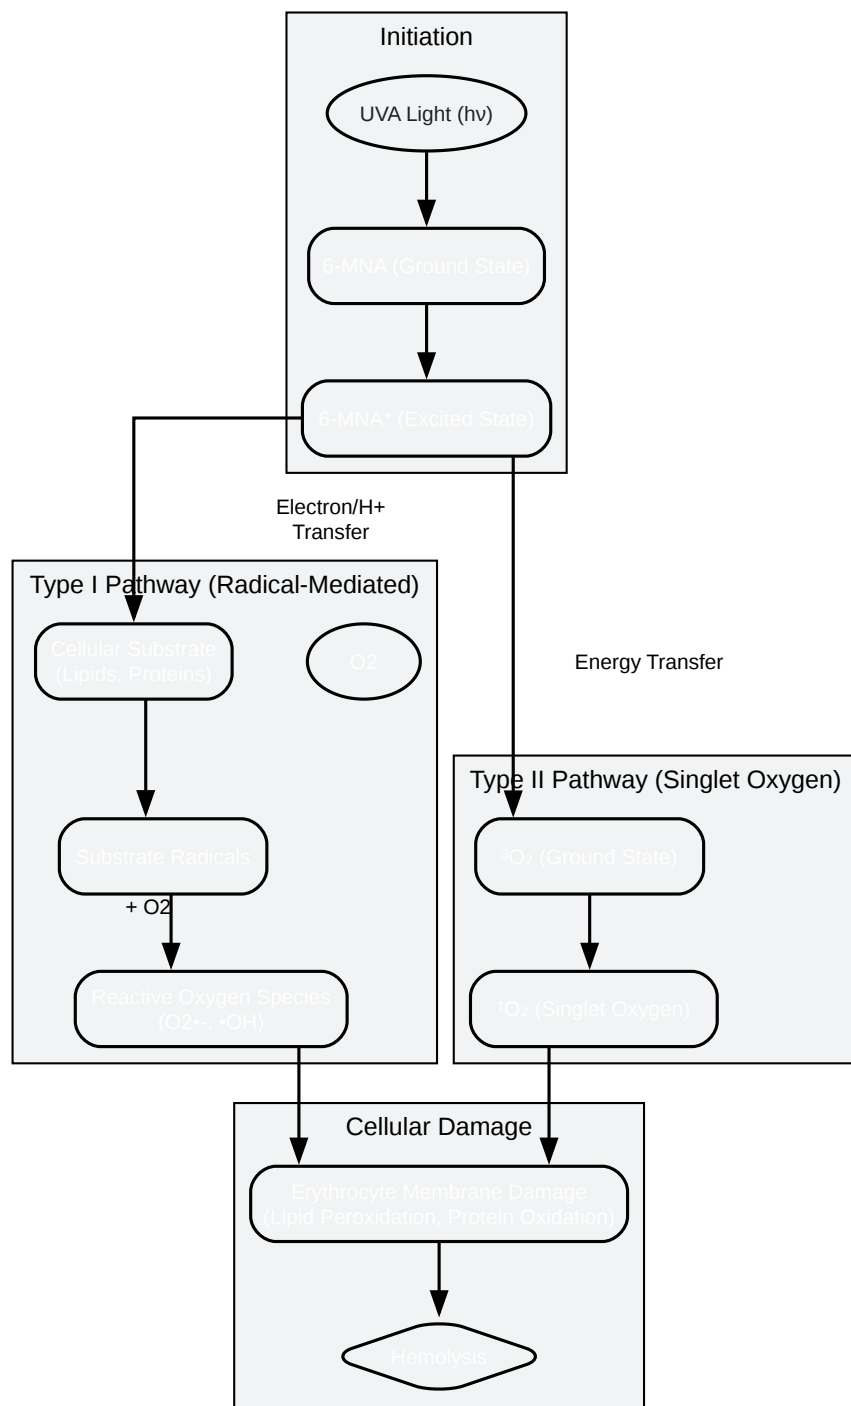 Initiation
UVA Light (hν)
6-MNA (Ground State)
6-MNA* (Excited State)
Electron/H+
Transfer
Type I Pathway (Radical-Mediated)
Cellular Substrate
(Lipids, Proteins)
O2
Energy Transfer
Type II Pathway (Singlet Oxygen)
Substrate Radicals
³O₂ (Ground State)
+ O2
Reactive Oxygen Species
(O2•-, •OH)
¹O₂ (Singlet Oxygen)
Cellular Damage
Erythrocyte Membrane Damage
(Lipid Peroxidation, Protein Oxidation)
Hemolysis